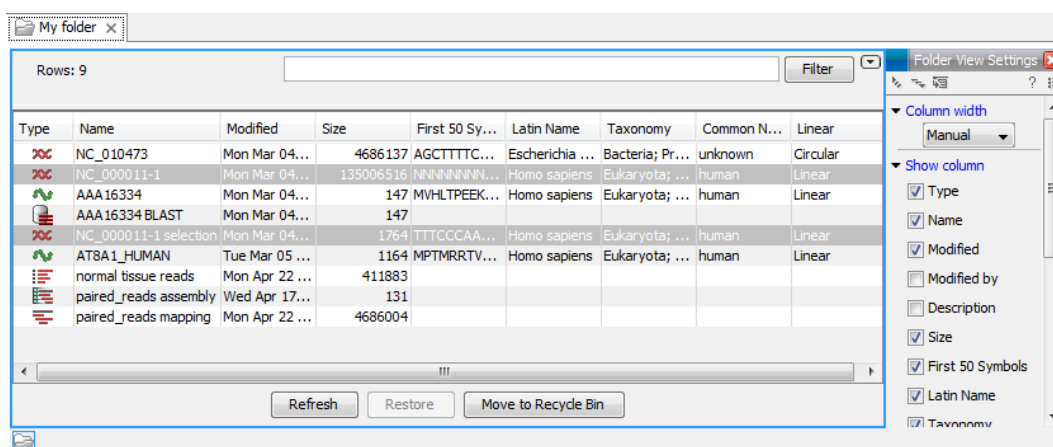 My folder
Rows: 9
Filter
Folder View Settings
?
Column width
Manual
Show column
Type
Name
Modified
Modified by
Description
Size
First 50 Symbols
Latin Name
Taxonomy
Type Name Modified Size First 50 Sy... Latin Name Taxonomy Common N... Linear
NC_010473 Mon Mar 04... 4686137 AGCTTTTC... Escherichia ... Bacteria; Pr... unknown Circular
NC_000011-1 Mon Mar 04... 135006516 NNNNNNNN... Homo sapiens Eukaryota; ... human Linear
AAA16334 Mon Mar 04... 147 MVHLTPEEK... Homo sapiens Eukaryota; ... human Linear
AAA16334 BLAST Mon Mar 04... 147
NC_000011-1 selection Mon Mar 04... 1764 TTTCCCAA... Homo sapiens Eukaryota; ... human Linear
AT8A1_HUMAN Tue Mar 05 ... 1164 MPTMRRTV... Homo sapiens Eukaryota; ... human Linear
normal tissue reads Mon Apr 22 ... 411883
paired_reads assembly Wed Apr 17... 131
paired_reads mapping Mon Apr 22 ... 4686004
Refresh Restore Move to Recycle Bin